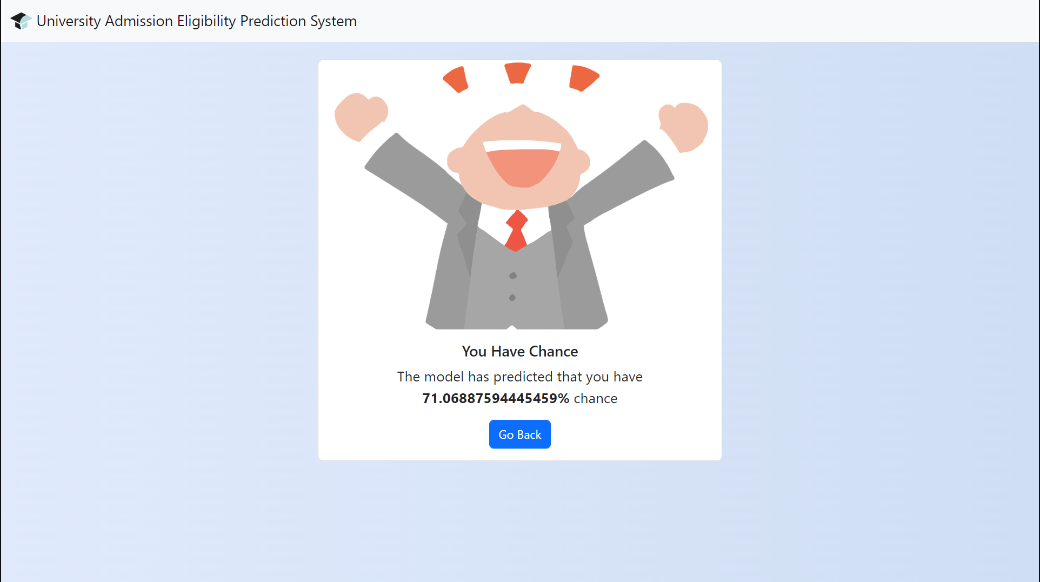 University Admission Eligibility Prediction System
You Have Chance
The model has predicted that you have
71.06887594445459% chance
Go Back